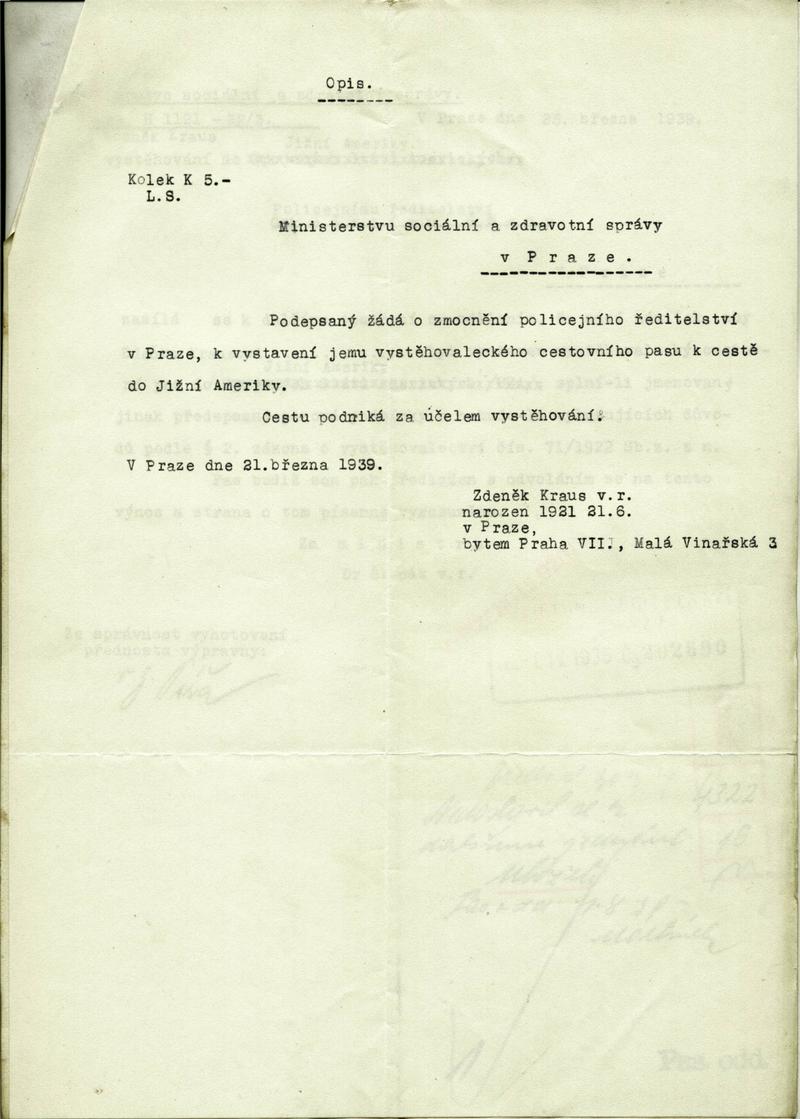 Opis.
Kolek K 5.-
L.S.
Ministerstvu sociální a zdravotní správy
v P r a z e .
Podepsaný žádá o zmocnění policejního ředitelství
v Praze, k vystavení jemu vystěhovaleckého cestovního pasu k cestě
do Jižní Ameriky.
Cestu podniká za účelem vystěhování.
V Praze dne 21.března 1939.
Zdeněk Kraus v.r.
narozen 1921 21.6.
v Praze,
bytem Praha VII., Malá Vinařská 3